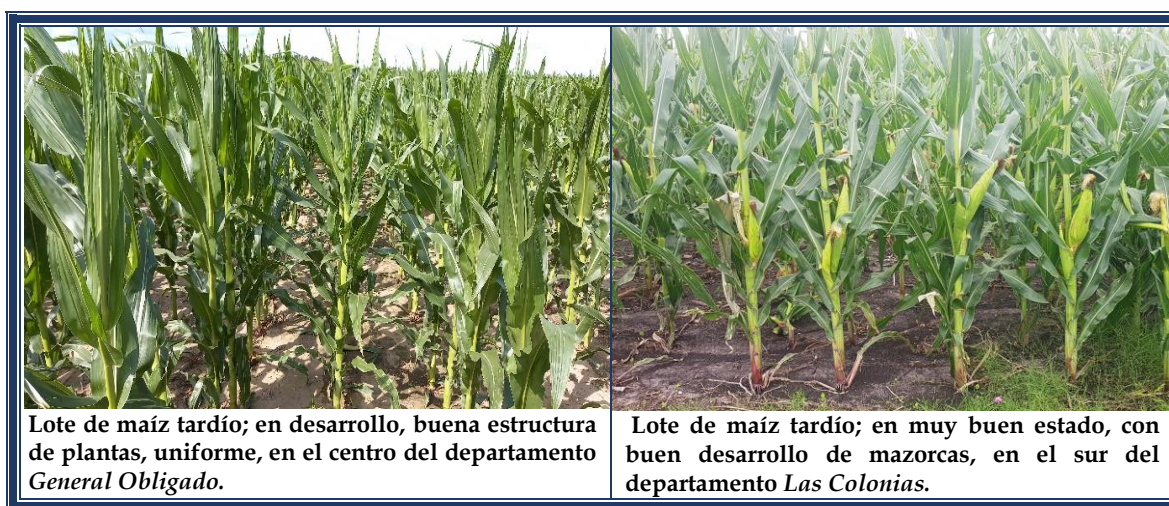 Lote de maíz tardío; en desarrollo, buena estructura
de plantas, uniforme, en el centro del departamento
General Obligado.
Lote de maíz tardío; en muy buen estado, con
buen desarrollo de mazorcas, en el sur del
departamento Las Colonias.